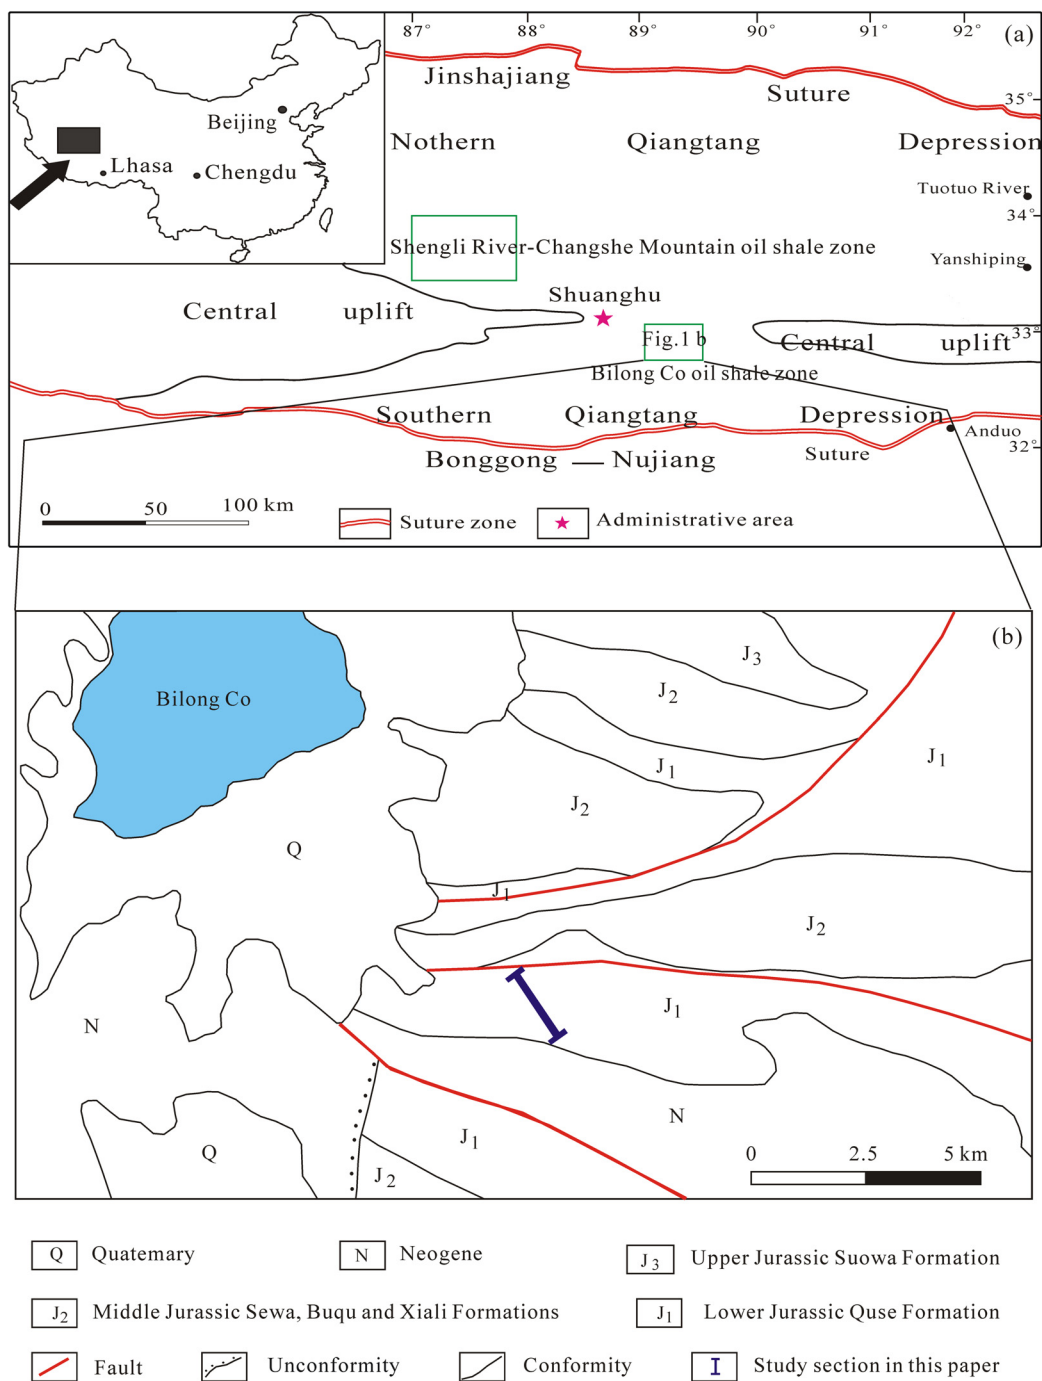 87° 88° 89° 90° 91° 92° (a)
Jinshajiang
Suture
35°
Beijing
Nothern Qiangtang Depression
Lhasa
Chengdu
Tuotuo River
34°
Shengli River-Changshe Mountain oil shale zone
Yanshiping
Shuanghu
Central uplift
33°
Fig.1 b
Central uplift
Bilong Co oil shale zone
Southern Qiangtang Depression
Anduo
32°
Bonggong — Nujiang Suture
0 50 100 km
Suture zone
Administrative area
(b)
J3
Bilong Co
J2
J1
J1
J2
Q
J1
J2
J1
N
N
J1
Q
J2
0 2.5 5 km
Q Quatemary
N Neogene
J3 Upper Jurassic Suowa Formation
J2 Middle Jurassic Sewa, Buqu and Xiali Formations
J1 Lower Jurassic Quse Formation
Fault
Unconformity
Conformity
Study section in this paper